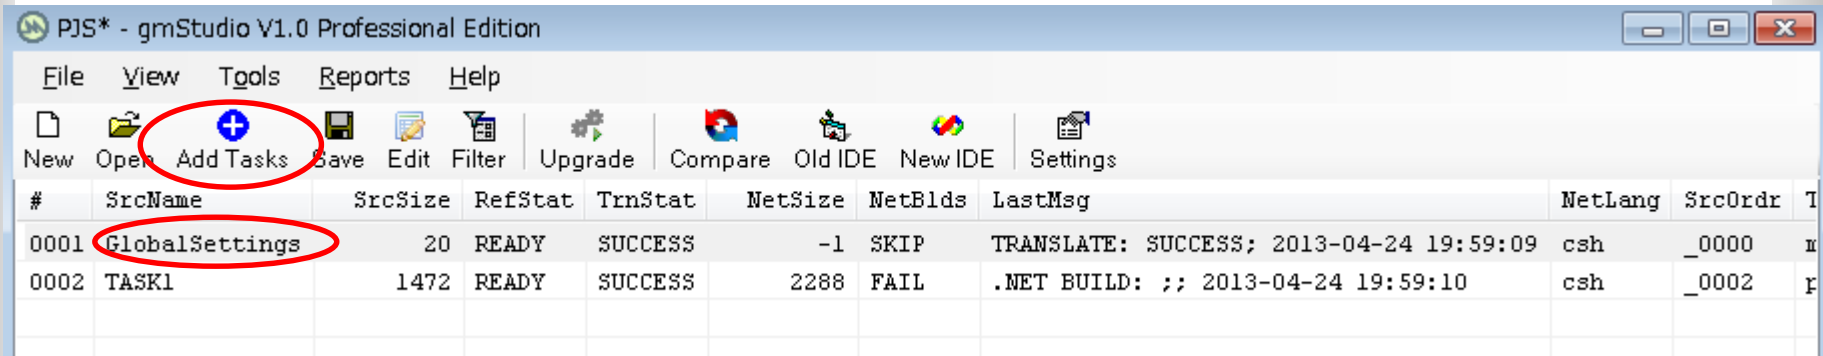 PJS* - gmStudio V1.0 Professional Edition
File View Tools Reports Help
New Open Add Tasks Save Edit Filter Upgrade Compare Old IDE New IDE Settings
# SrcName SrcSize RefStat TrnStat NetSize NetBlds LastMsg NetLang SrcOrdr T
0001 GlobalSettings 20 READY SUCCESS -1 SKIP TRANSLATE: SUCCESS; 2013-04-24 19:59:09 csh _0000
0002 TASK1 1472 READY SUCCESS 2288 FAIL .NET BUILD: ;; 2013-04-24 19:59:10 csh _0002